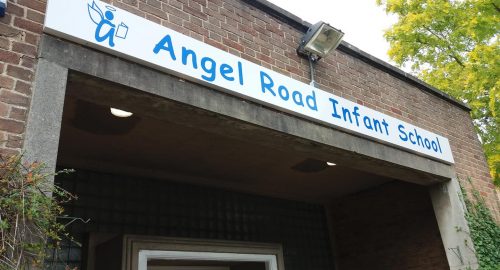 Angel Road Infant School